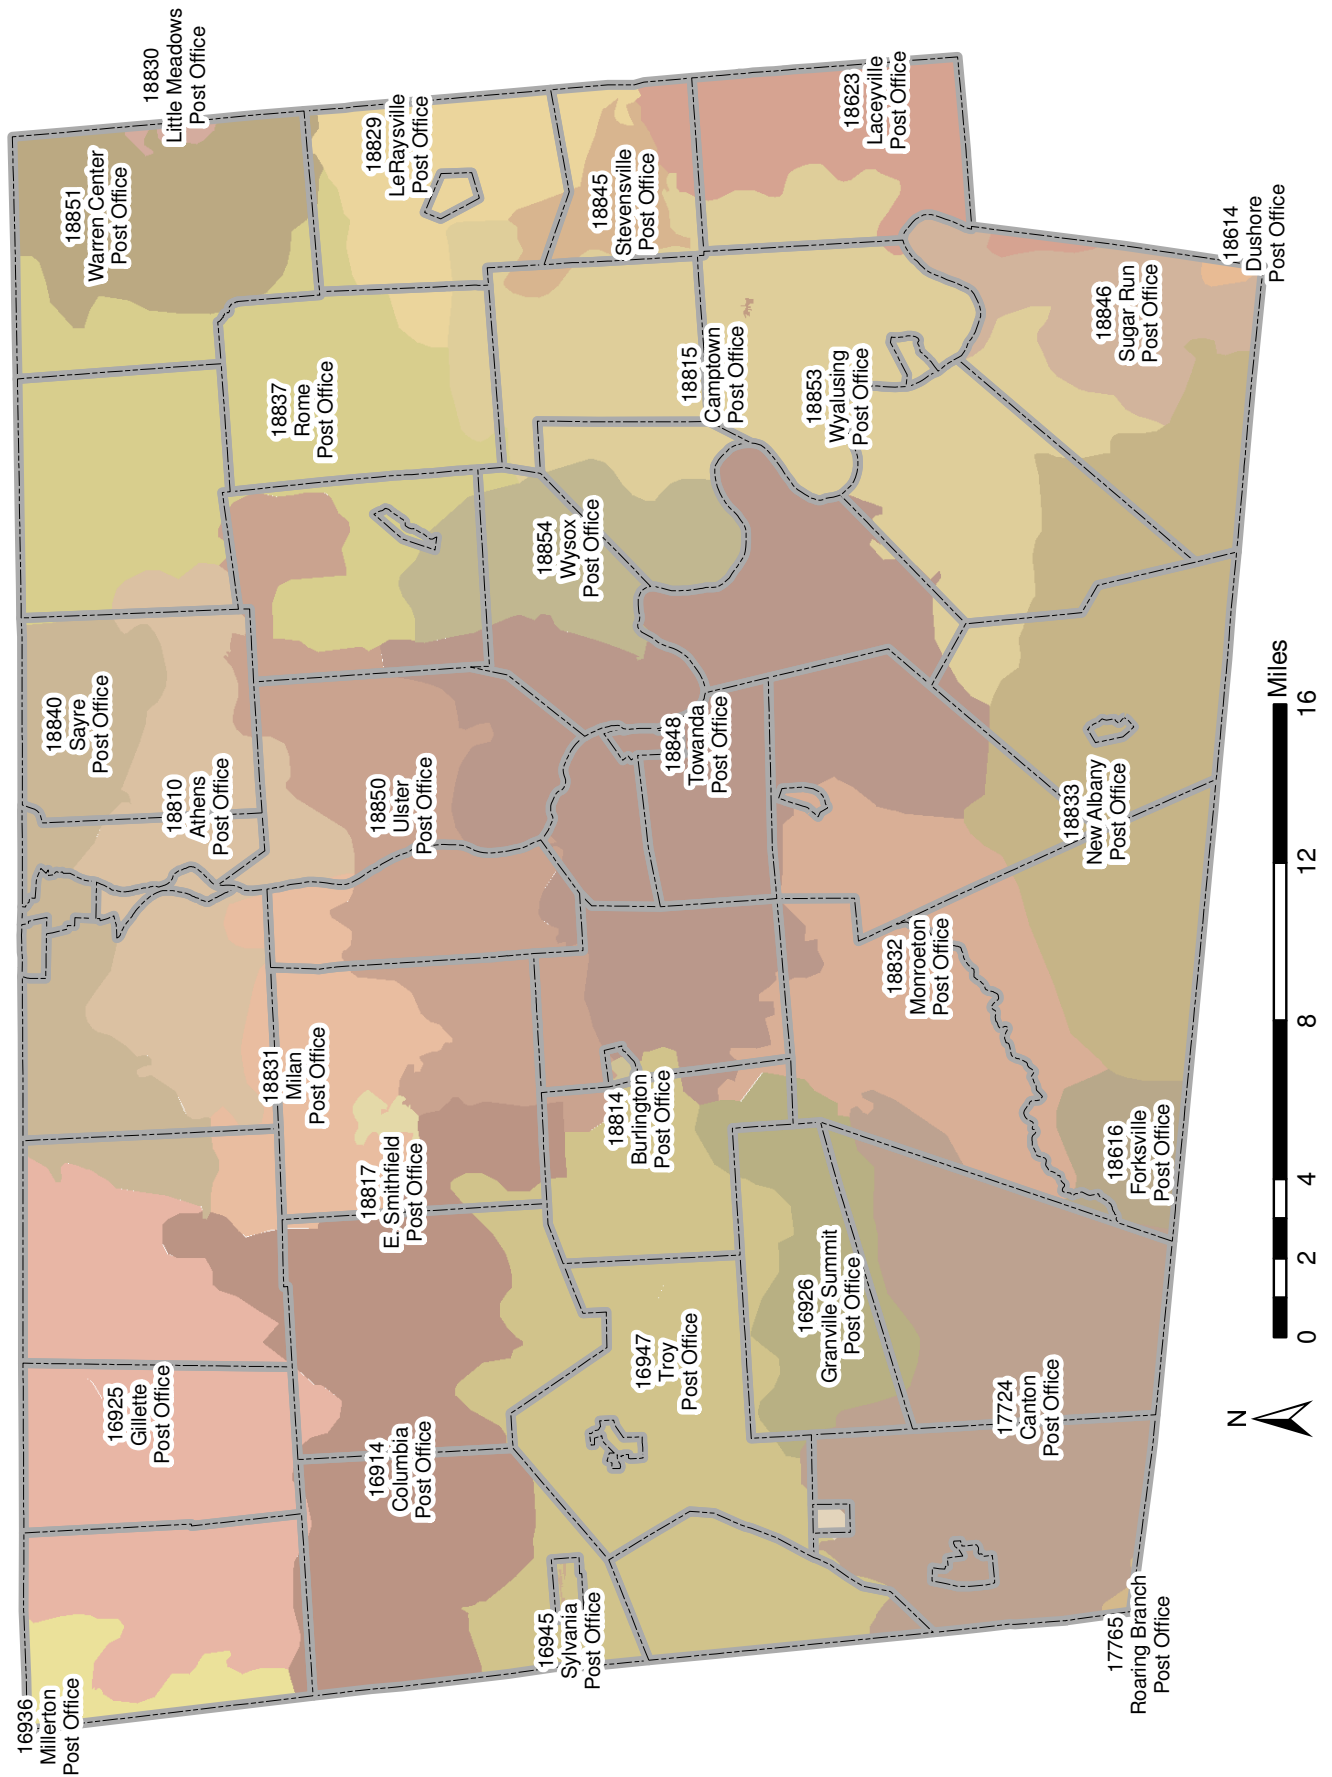 16936
Millerton
Post Office
16925
Gillette
Post Office
18810
Athens
Post Office
18840
Sayre
Post Office
18851
Warren Center
Post Office
18830
Little Meadows
Post Office
16914
Columbia
Post Office
18817
E. Smithfield
Post Office
18831
Milan
Post Office
18850
Ulster
Post Office
18837
Rome
Post Office
18829
LeRaysville
Post Office
16945
Sylvania
Post Office
16947
Troy
Post Office
18814
Burlington
Post Office
18848
Towanda
Post Office
18854
Wysox
Post Office
18815
Camptown
Post Office
18845
Stevensville
Post Office
16926
Granville Summit
Post Office
18832
Monroeton
Post Office
18853
Wyalusing
Post Office
18623
Laceyville
Post Office
17765
Roaring Branch
Post Office
17724
Canton
Post Office
18616
Forksville
Post Office
18833
New Albany
Post Office
18846
Sugar Run
Post Office
18614
Dushore
Post Office
N
0 2 4 8 12 16
Miles